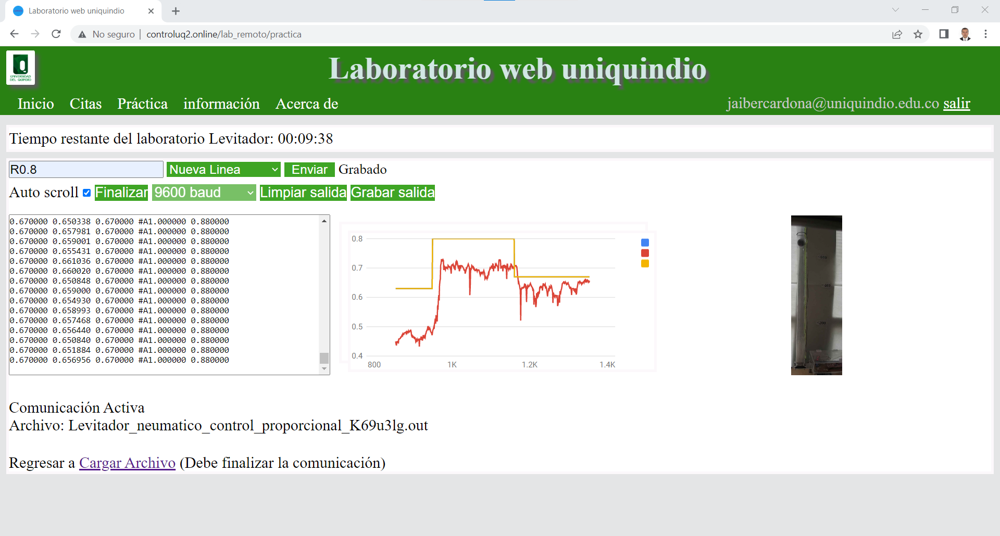 Laboratorio web uniquindio
No seguro | controluq2.online/lab_remoto/practica
UNIVERSIDAD
DEL QUINDÍO
Laboratorio web uniquindio
Inicio Citas Práctica información Acerca de
jaibercardona@uniquindio.edu.co salir
Tiempo restante del laboratorio Levitador: 00:09:38
R0.8 Nueva Linea Enviar Grabado
Auto scroll Finalizar 9600 baud Limpiar salida Grabar salida
0.670000 0.650338 0.670000 #A1.000000 0.880000
0.670000 0.657981 0.670000 #A1.000000 0.880000
0.670000 0.659001 0.670000 #A1.000000 0.880000
0.670000 0.655431 0.670000 #A1.000000 0.880000
0.670000 0.661036 0.670000 #A1.000000 0.880000
0.670000 0.660020 0.670000 #A1.000000 0.880000
0.670000 0.650848 0.670000 #A1.000000 0.880000
0.670000 0.659000 0.670000 #A1.000000 0.880000
0.670000 0.654930 0.670000 #A1.000000 0.880000
0.670000 0.658993 0.670000 #A1.000000 0.880000
0.670000 0.657468 0.670000 #A1.000000 0.880000
0.670000 0.656440 0.670000 #A1.000000 0.880000
0.670000 0.650840 0.670000 #A1.000000 0.880000
0.670000 0.651884 0.670000 #A1.000000 0.880000
0.670000 0.656956 0.670000 #A1.000000 0.880000
0.8
0.7
0.6
0.5
0.4
800 1K 1.2K 1.4K
Comunicación Activa
Archivo: Levitador_neumatico_control_proporcional_K69u3lg.out
Regresar a Cargar Archivo (Debe finalizar la comunicación)